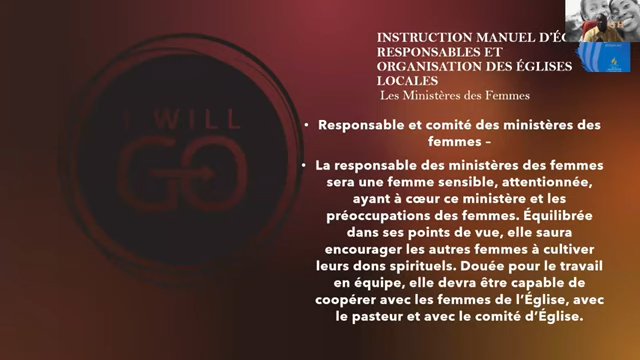 INSTRUCTION MANUEL D'ÉG
RESPONSABLES ET
ORGANISATION DES ÉGLISES
LOCALES
Les Ministères des Femmes
• Responsable et comité des ministères des
femmes –
• La responsable des ministères des femmes
sera une femme sensible, attentionnée,
ayant à cœur ce ministère et les
préoccupations des femmes. Équilibrée
dans ses points de vue, elle saura
encourager les autres femmes à cultiver
leurs dons spirituels. Douée pour le travail
en équipe, elle devra être capable de
coopérer avec les femmes de l'Église, avec
le pasteur et avec le comité d'Église.
I WILL
GO